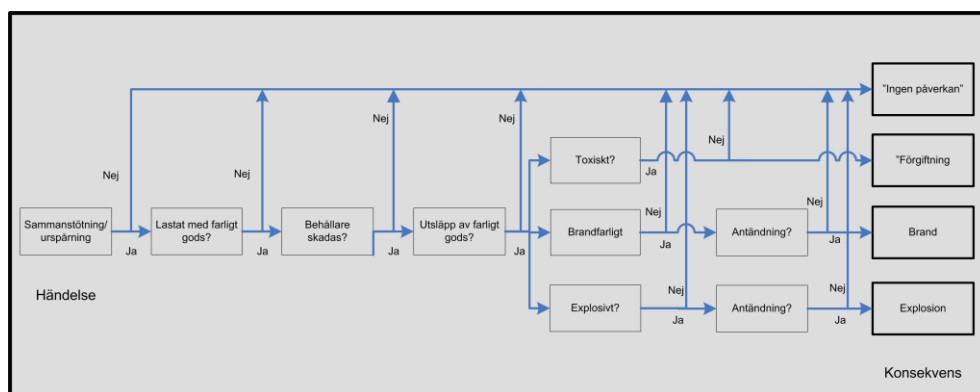 "Ingen påverkan"
Nej
Nej
Nej
Nej
Nej
Toxiskt?
"Förgiftning
Ja
Nej
Nej
Sammanstötning/
urspårning
Lastat med farligt
gods?
Behållare
skadas?
Utsläpp av farligt
gods?
Brandfarligt
Antändning?
Brand
Ja
Ja
Ja
Ja
Ja
Ja
Nej
Nej
Händelse
Explosivt?
Antändning?
Explosion
Ja
Ja
Konsekvens